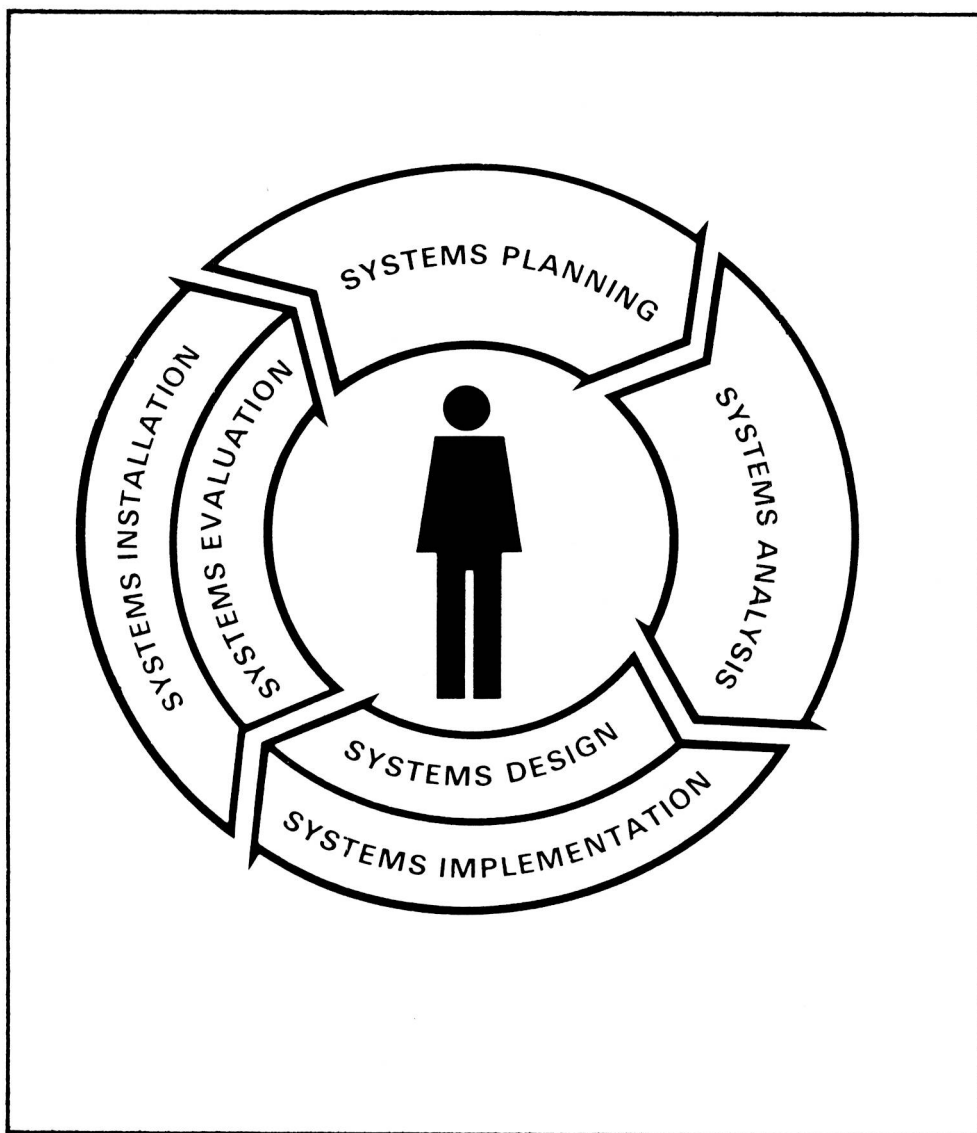 SYSTEMS PLANNING
SYSTEMS ANALYSIS
SYSTEMS DESIGN
SYSTEMS IMPLEMENTATION
SYSTEMS EVALUATION
SYSTEMS INSTALLATION